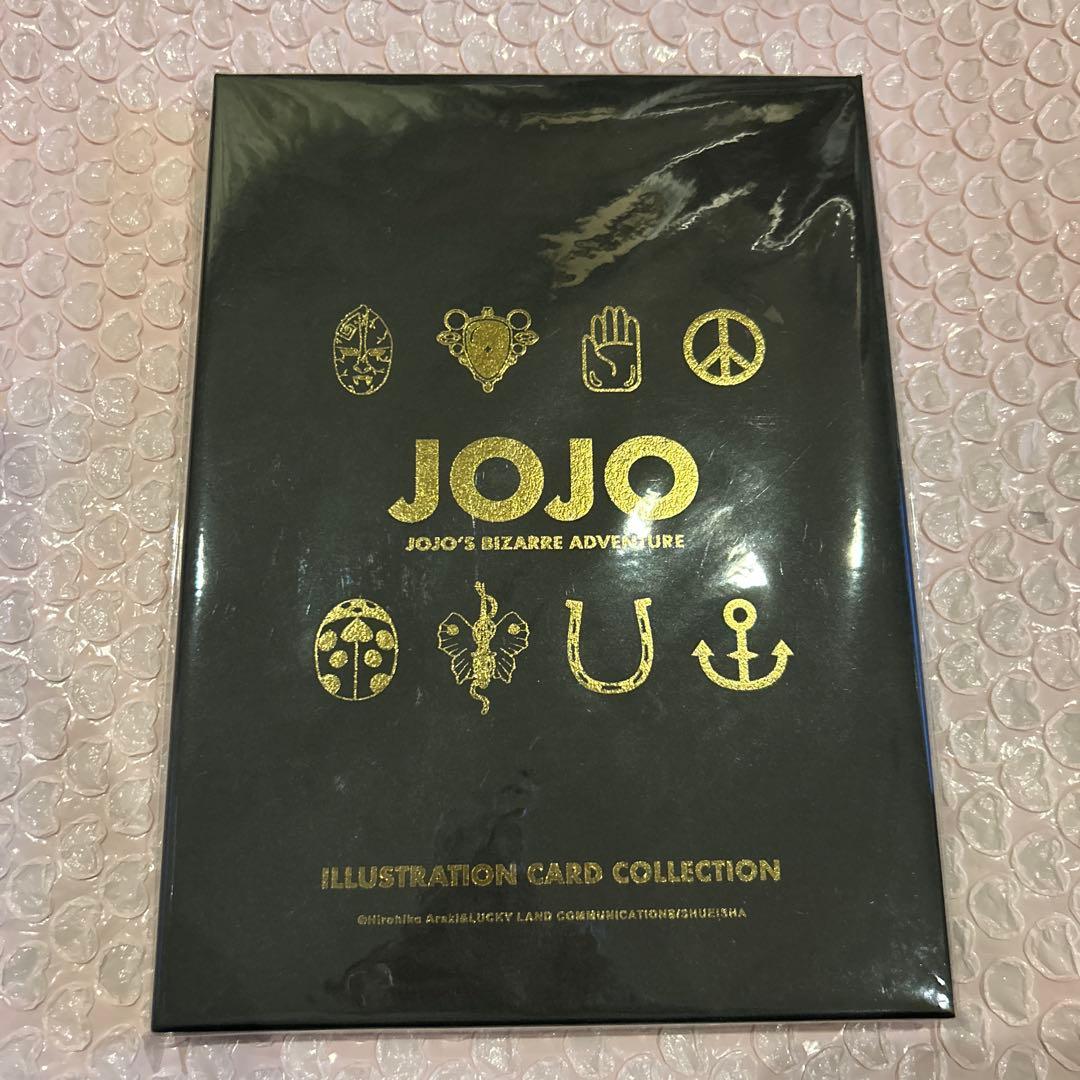 JOJO
JOJO'S BIZARRE ADVENTURE
ILLUSTRATION CARD COLLECTION
©Hirohiko Araki&LUCKY LAND COMMUNICATIONS/SHUEISHA